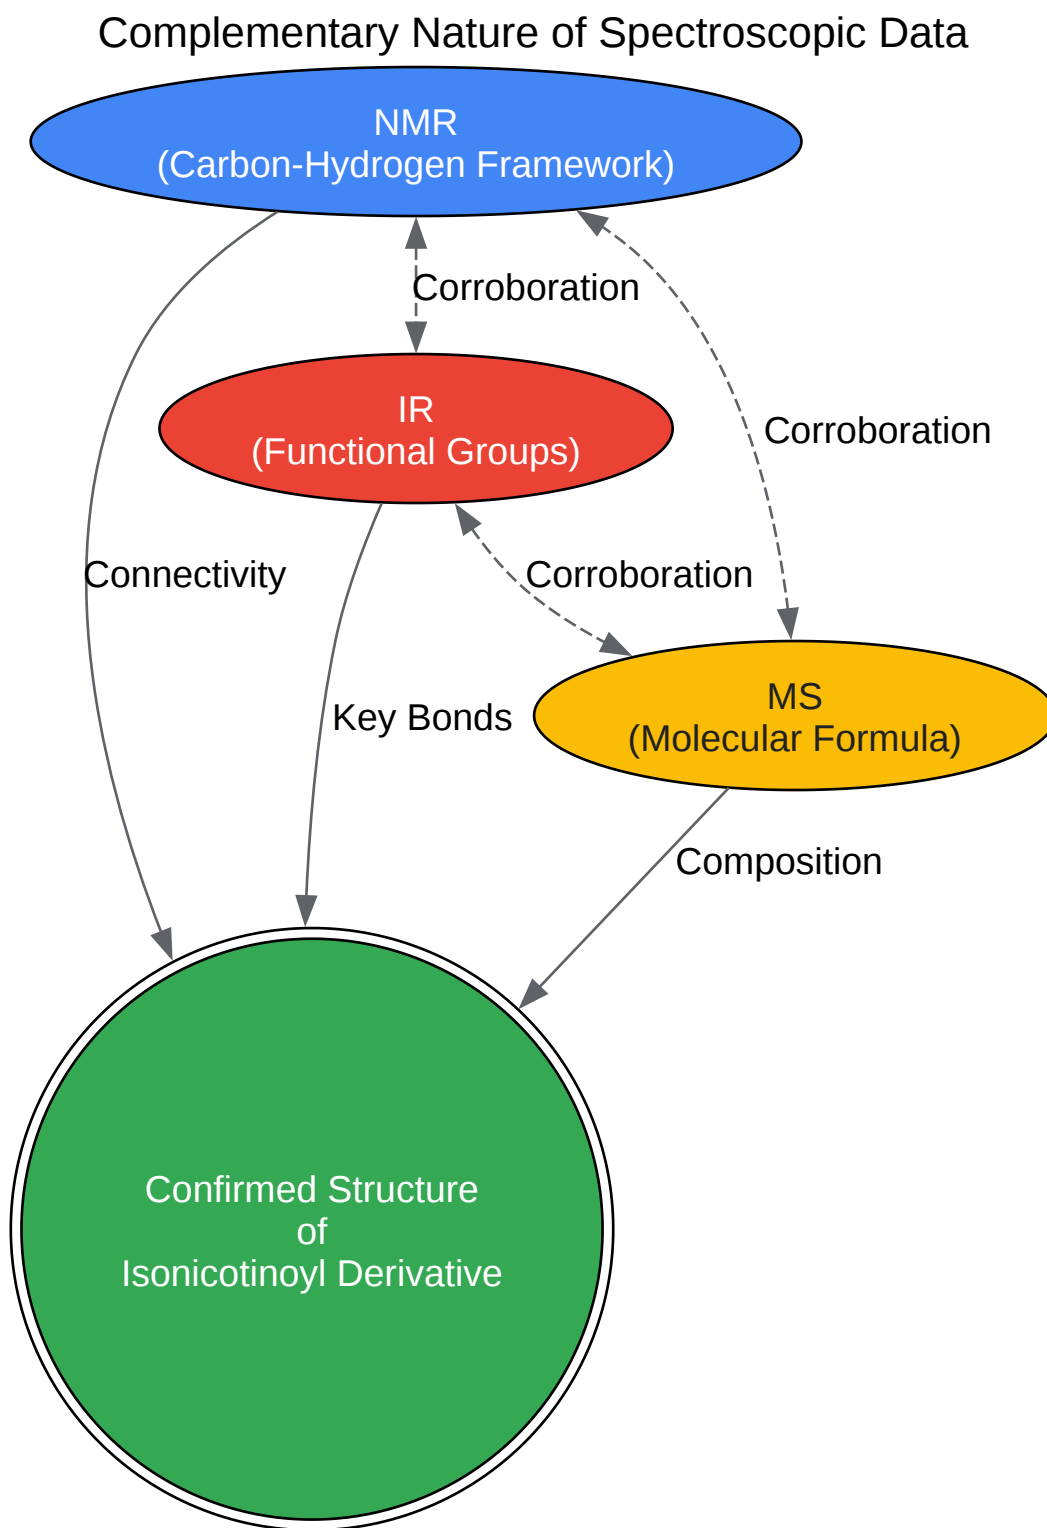 Complementary Nature of Spectroscopic Data
NMR
(Carbon-Hydrogen Framework)
Corroboration
IR
(Functional Groups)
Corroboration
Connectivity
Corroboration
Key Bonds
MS
(Molecular Formula)
Composition
Confirmed Structure
of
Isonicotinoyl Derivative